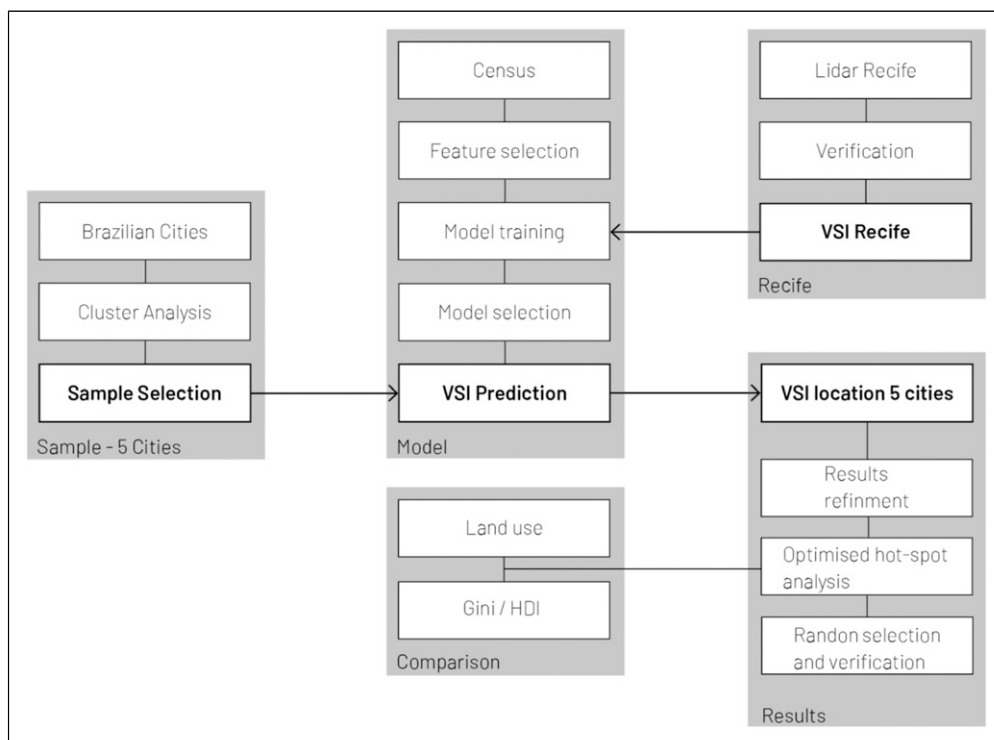 Brazilian Cities
Cluster Analysis
Sample Selection
Sample - 5 Cities
Census
Feature selection
Model training
Model selection
VSI Prediction
Model
Lidar Recife
Verification
VSI Recife
Recife
Land use
Gini / HDI
Comparison
VSI location 5 cities
Results
refinment
Optimised hot-spot
analysis
Randon selection
and verification
Results